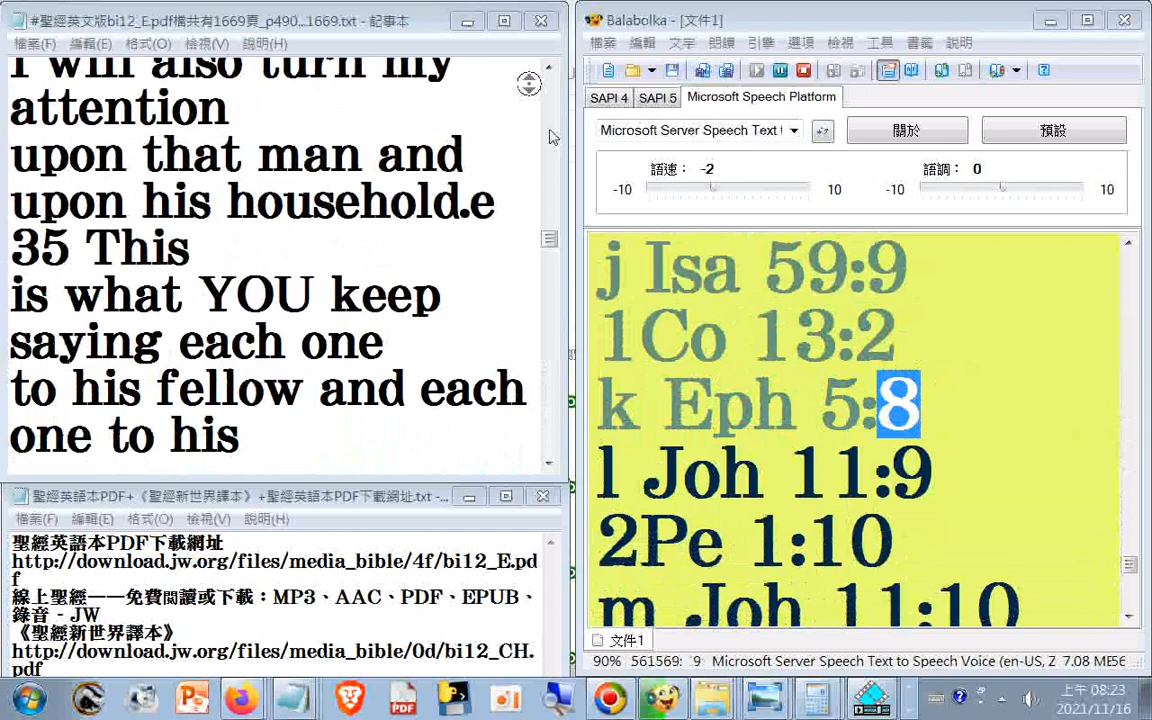 #聖經英文版bi12_E.pdf檔共有1669頁_p490...1669.txt - 記事本
檔案(F) 編輯(E) 格式(O) 檢視(V) 說明(H)
I will also turn my
attention
upon that man and
upon his household.e
35 This
is what YOU keep
saying each one
to his fellow and each
one to his
聖經英語本PDF+《聖經新世界譯本》+聖經英語本PDF下載網址.txt - ...
檔案(F) 編輯(E) 格式(O) 檢視(V) 說明(H)
聖經英語本PDF下載網址
http://download.jw.org/files/media_bible/4f/bi12_E.pd
f
線上聖經——免費閱讀或下載：MP3、AAC、PDF、EPUB、
錄音 - JW
《聖經新世界譯本》
http://download.jw.org/files/media_bible/0d/bi12_CH.
pdf
Balabolka - [文件1]
檔案 編輯 文字 朗讀 引擎 選項 檢視 工具 書籤 說明
SAPI 4 SAPI 5 Microsoft Speech Platform
Microsoft Server Speech Text 關於 預設
語速： -2 語調： 0
-10 10 -10 10
j Isa 59:9
1Co 13:2
k Eph 5:8
l Joh 11:9
2Pe 1:10
m Joh 11:10
文件1
90% 561569: 9 Microsoft Server Speech Text to Speech Voice (en-US, Z 7.08 ME56
上午 08:23
2021/11/16